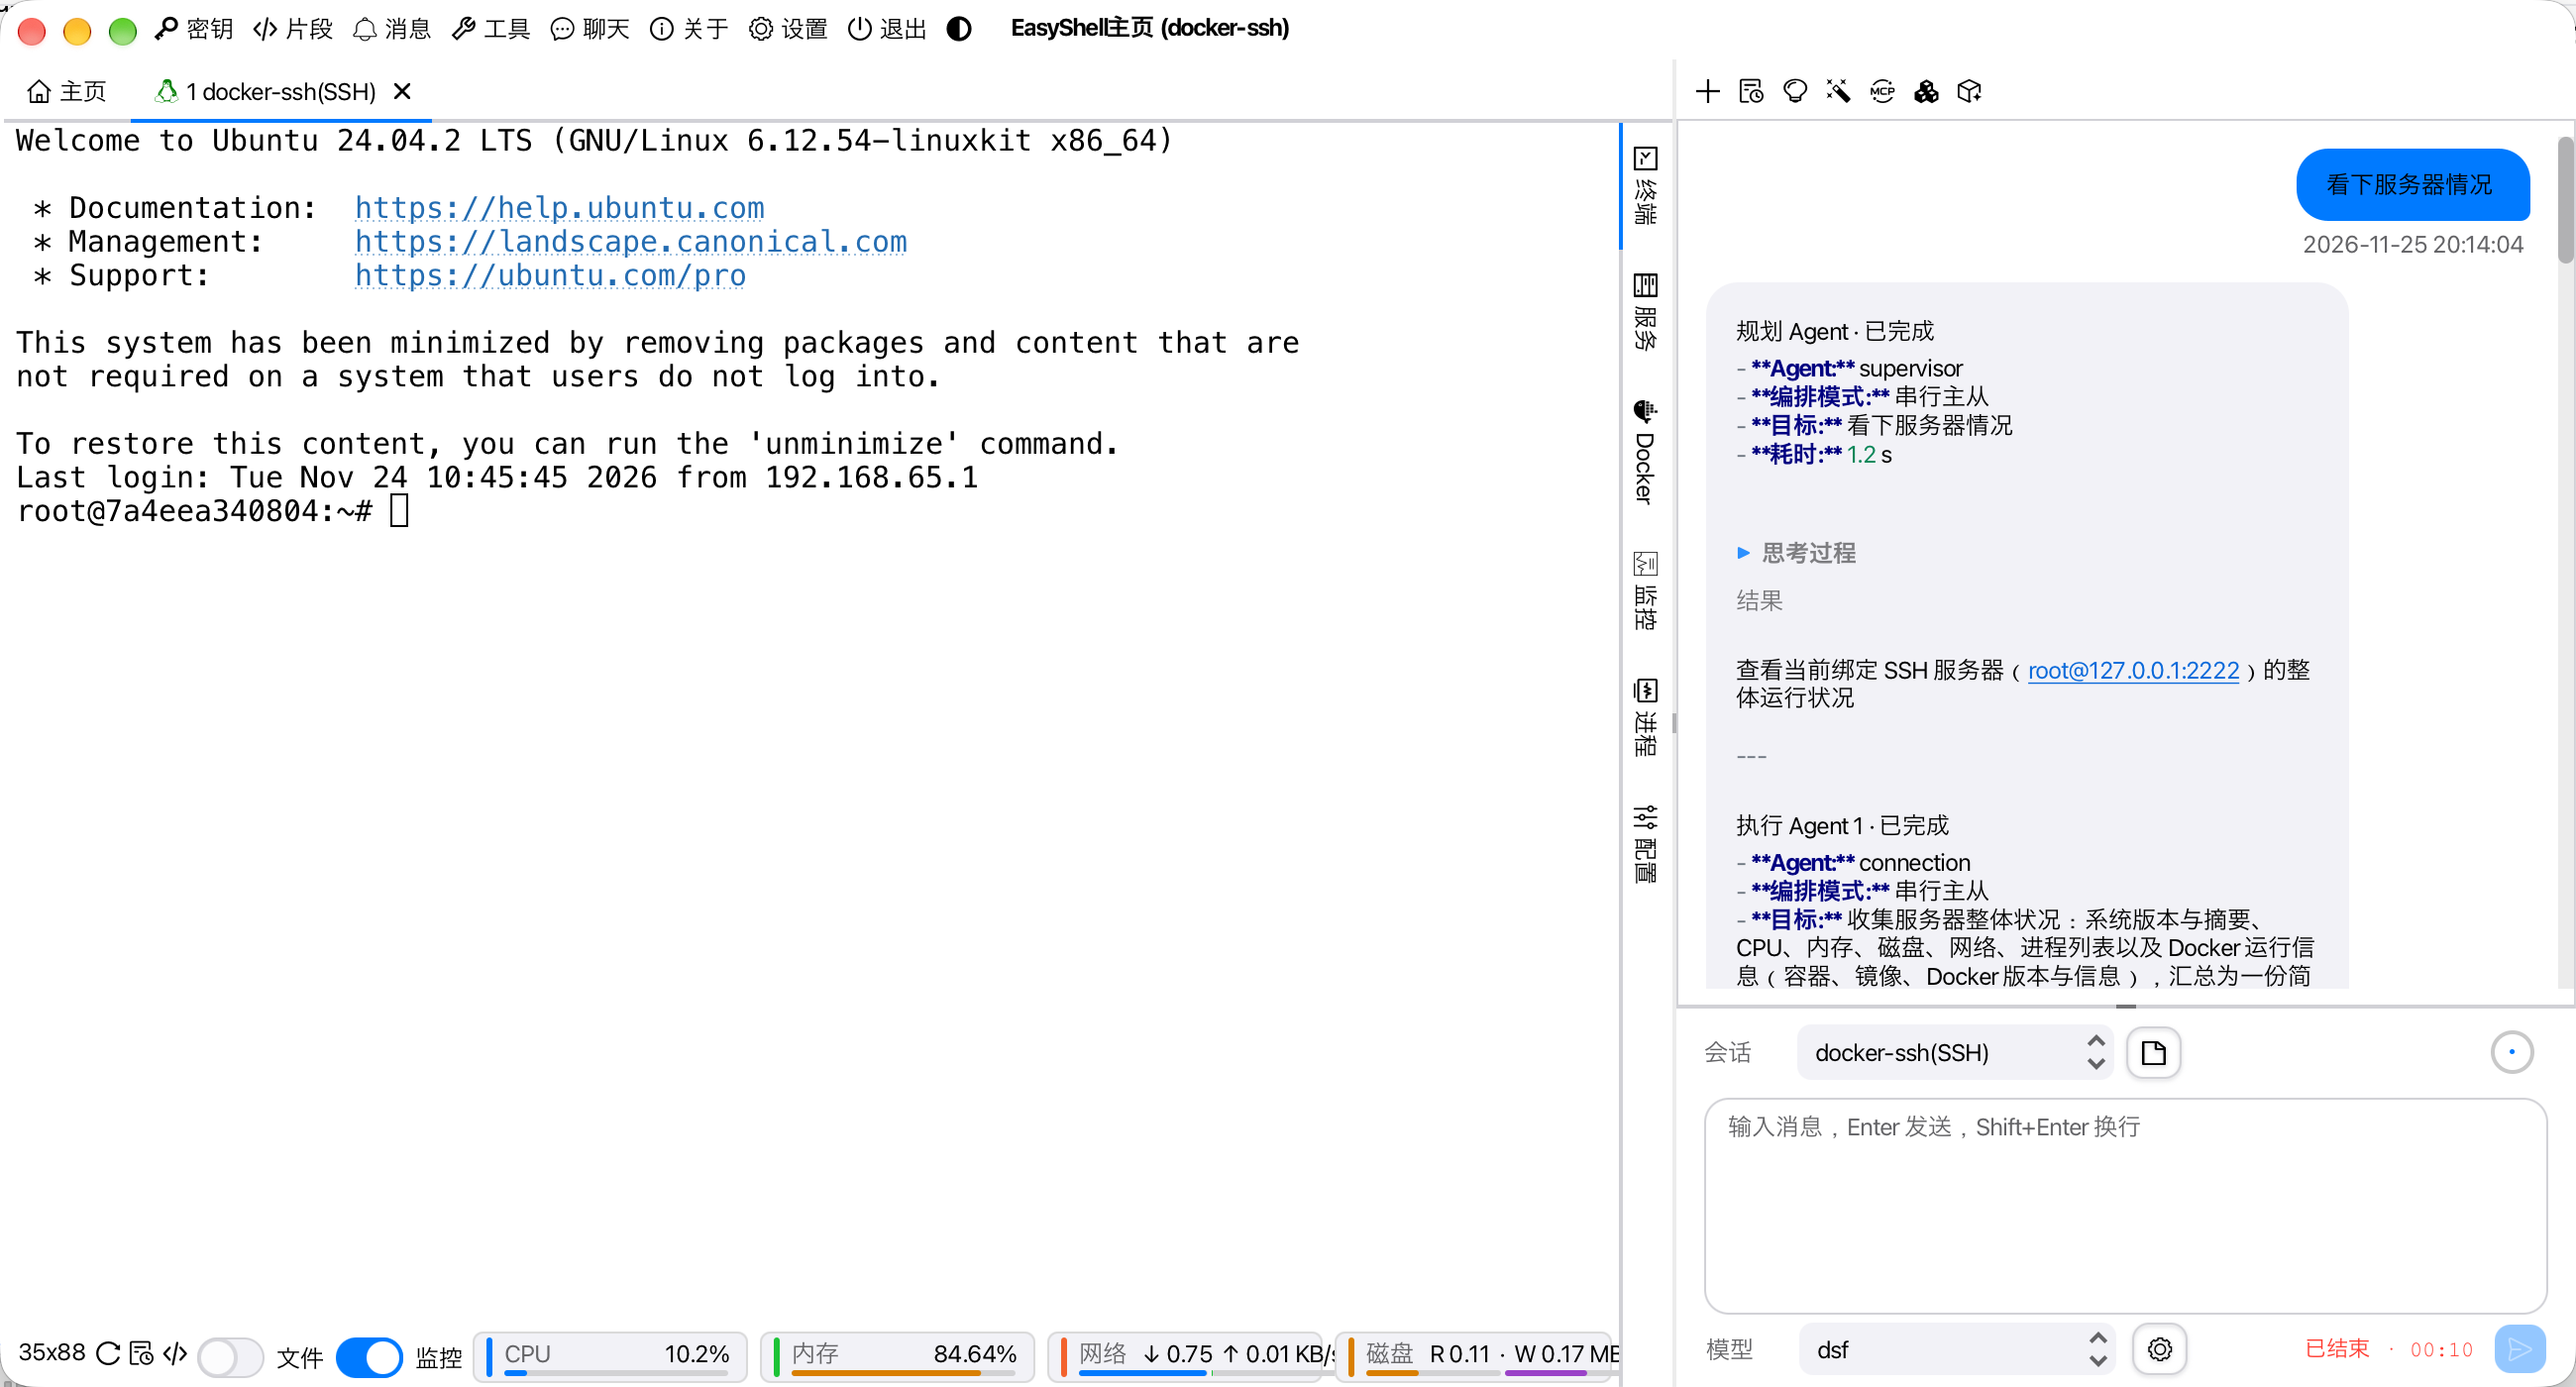 密钥 片段 消息 工具 聊天 关于 设置 退出 EasyShell主页 (docker-ssh)
主页 1 docker-ssh(SSH)
Welcome to Ubuntu 24.04.2 LTS (GNU/Linux 6.12.54-linuxkit x86_64)
* Documentation: https://help.ubuntu.com
* Management: https://landscape.canonical.com
* Support: https://ubuntu.com/pro
This system has been minimized by removing packages and content that are
not required on a system that users do not log into.
To restore this content, you can run the 'unminimize' command.
Last login: Tue Nov 24 10:45:45 2026 from 192.168.65.1
root@7a4eea340804:~#
35x88 文件 监控 CPU 10.2% 内存 84.64% 网络 ↓ 0.75 ↑ 0.01 KB/s 磁盘 R 0.11 · W 0.17 MB
终端
服务
Docker
监控
进程
配置
MCP
看下服务器情况
2026-11-25 20:14:04
规划 Agent · 已完成
- **Agent:** supervisor
- **编排模式:** 串行主从
- **目标:** 看下服务器情况
- **耗时:** 1.2 s
思考过程
结果
查看当前绑定 SSH 服务器（root@127.0.0.1:2222）的整
体运行状况
---
执行 Agent 1 · 已完成
- **Agent:** connection
- **编排模式:** 串行主从
- **目标:** 收集服务器整体状况：系统版本与摘要、
CPU、内存、磁盘、网络、进程列表以及 Docker 运行信
息（容器、镜像、Docker 版本与信息），汇总为一份简
会话 docker-ssh(SSH)
输入消息，Enter 发送，Shift+Enter 换行
模型 dsf 已结束 · 00:10